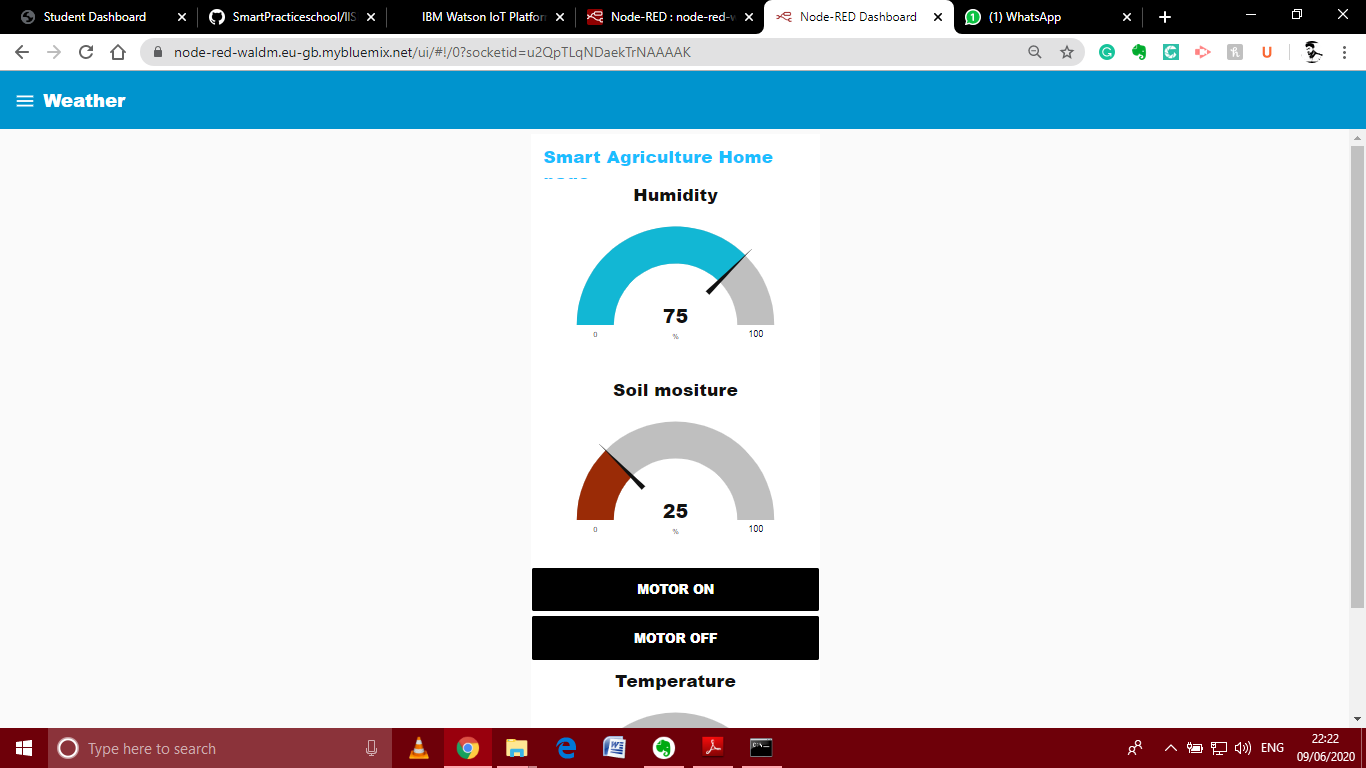 Student Dashboard
SmartPracticeschool/IIS
IBM Watson IoT Platfor
Node-RED : node-red-w
Node-RED Dashboard
(1) WhatsApp
node-red-waldm.eu-gb.mybluemix.net/ui/#!/0?socketid=u2QpTLqNDaekTrNAAAAK
Weather
Smart Agriculture Home
Humidity
75
%
0
100
Soil mositure
25
%
0
100
MOTOR ON
MOTOR OFF
Temperature
Type here to search
ENG
22:22
09/06/2020